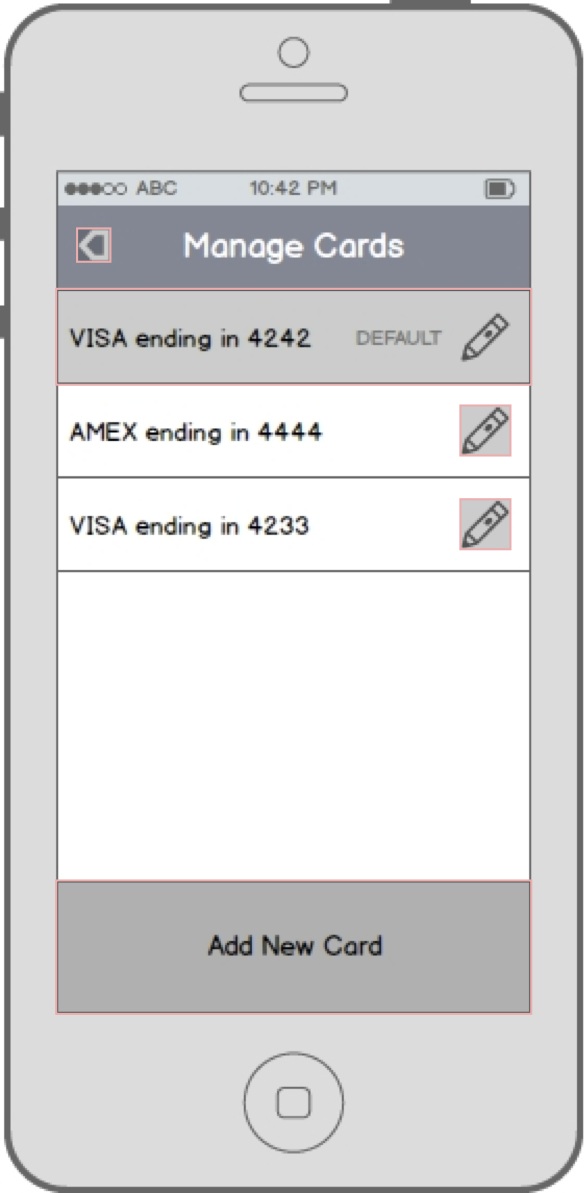 ABC 10:42 PM
Manage Cards
VISA ending in 4242 DEFAULT
AMEX ending in 4444
VISA ending in 4233
Add New Card